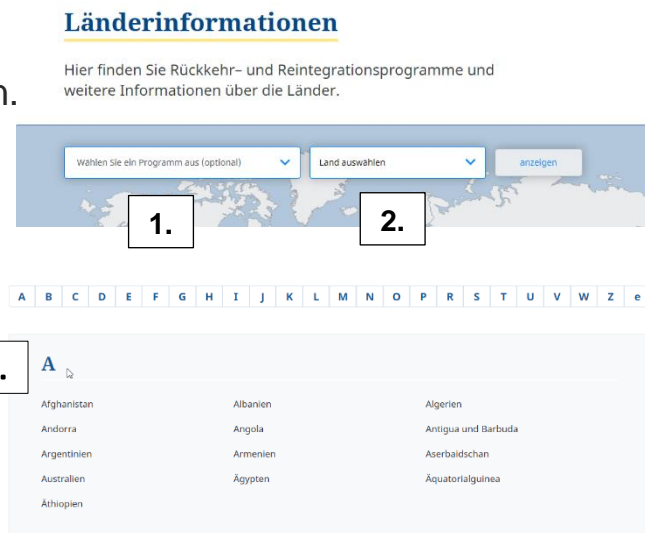 Länderinformationen
Hier finden Sie Rückkehr– und Reintegrationsprogramme und
weitere Informationen über die Länder.
n.
Wählen Sie ein Programm aus (optional) Land auswählen anzeigen
1. 2.
A B C D E F G H I J K L M N O P R S T U V W Z e
.
A
Afghanistan Albanien Algerien
Andorra Angola Antigua und Barbuda
Argentinien Armenien Aserbaidschan
Australien Ägypten Äquatorialguinea
Äthiopien